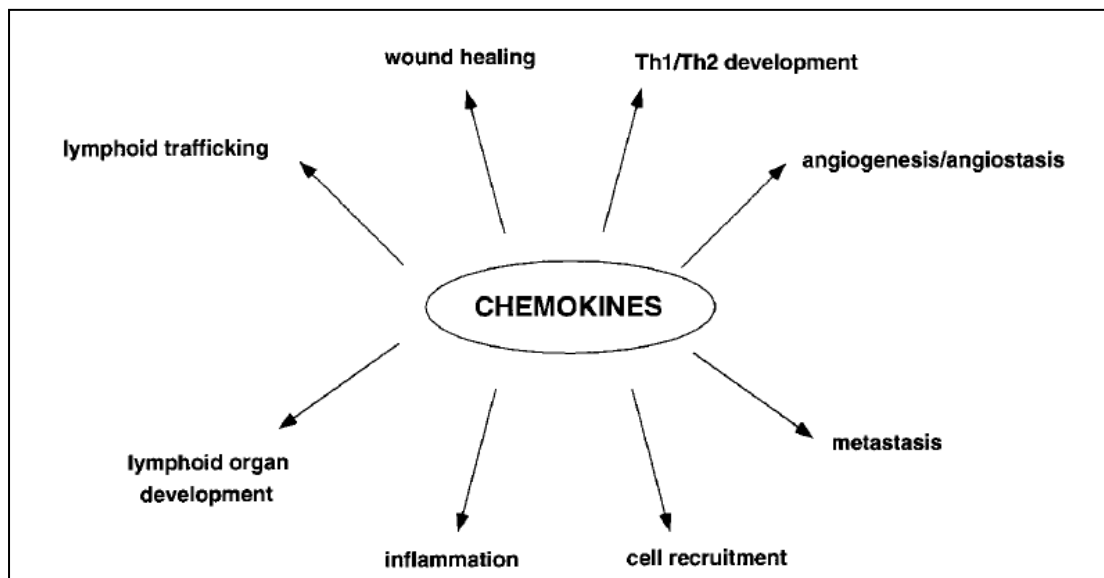 wound healing
Th1/Th2 development
lymphoid trafficking
angiogenesis/angiostasis
CHEMOKINES
lymphoid organ
development
metastasis
inflammation
cell recruitment